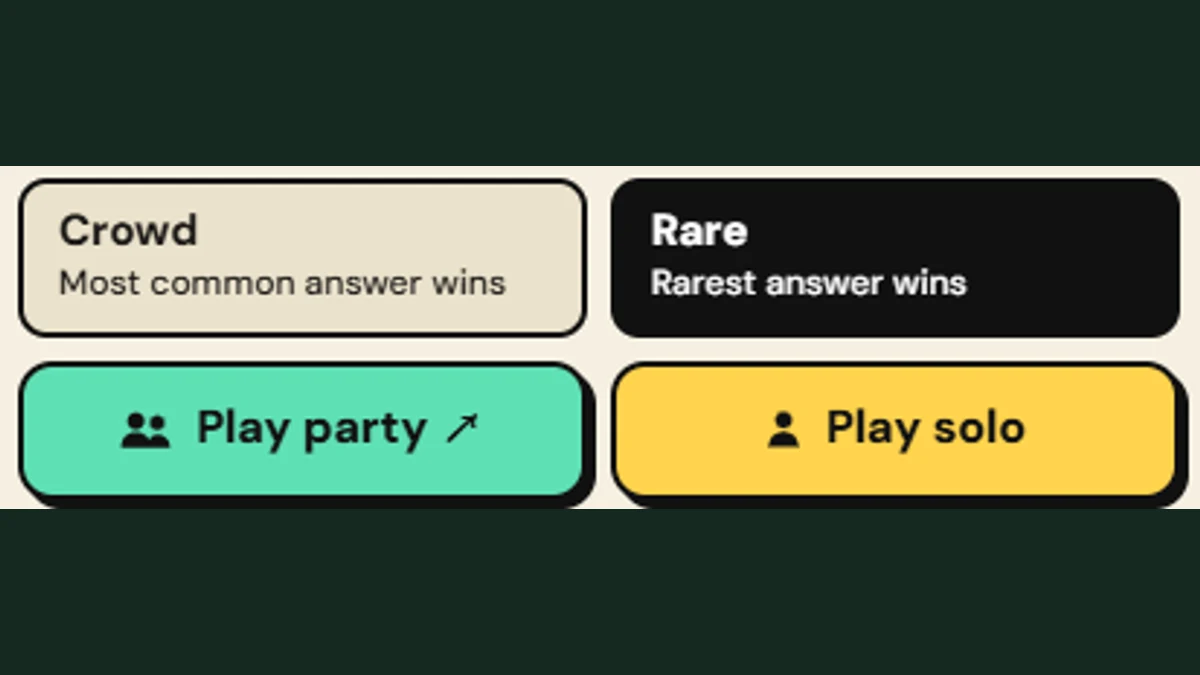 Crowd
Most common answer wins
Rare
Rarest answer wins
Play party ↗
Play solo